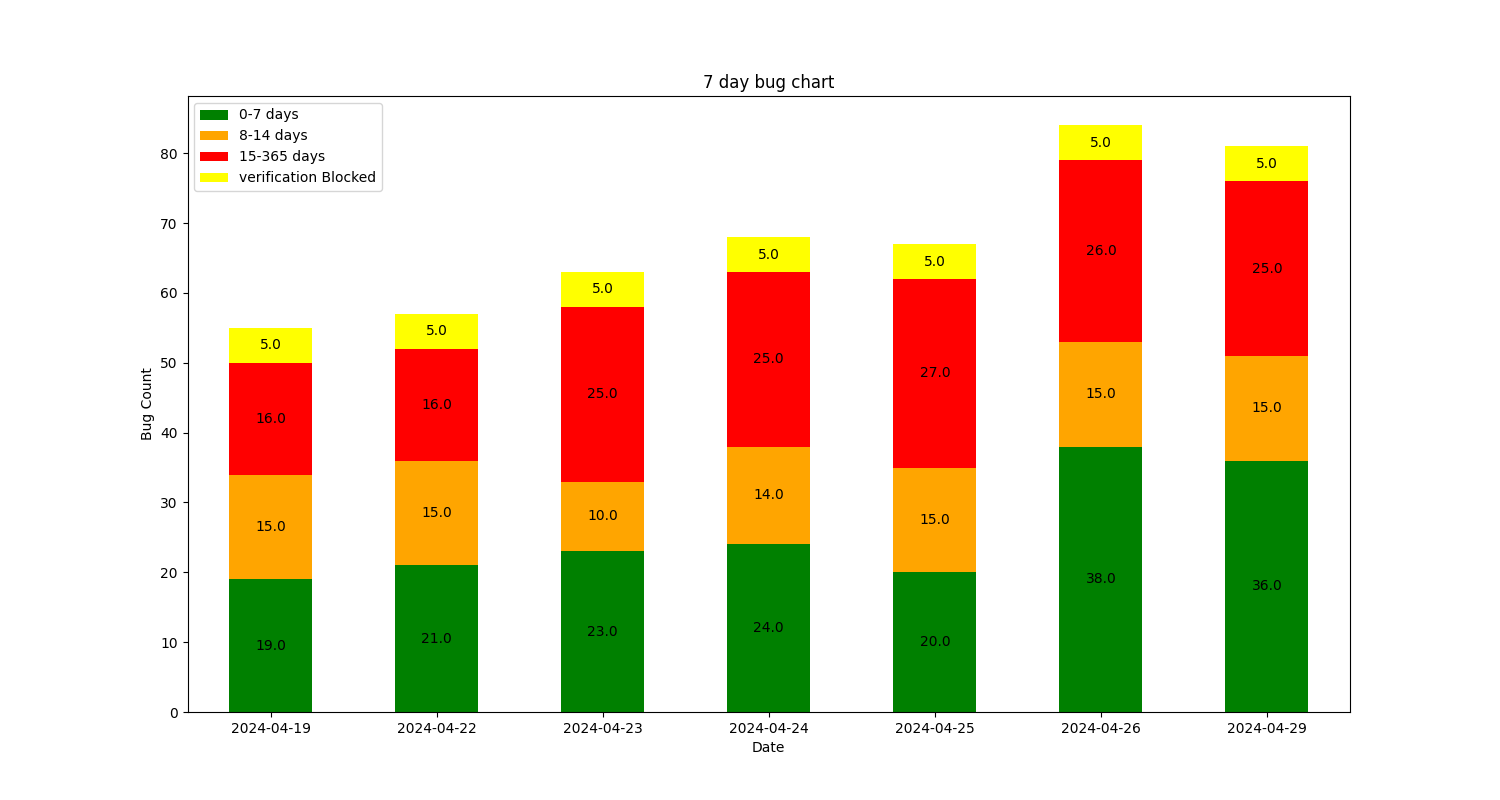 7 day bug chart
0-7 days
8-14 days
15-365 days
verification Blocked
Bug Count
80
70
60
50
40
30
20
10
0
5.0 5.0 5.0 5.0 5.0 5.0 5.0
16.0 16.0 25.0 25.0 27.0 26.0 25.0
15.0 15.0 10.0 14.0 15.0 15.0 15.0
19.0 21.0 23.0 24.0 20.0 38.0 36.0
2024-04-19 2024-04-22 2024-04-23 2024-04-24 2024-04-25 2024-04-26 2024-04-29
Date